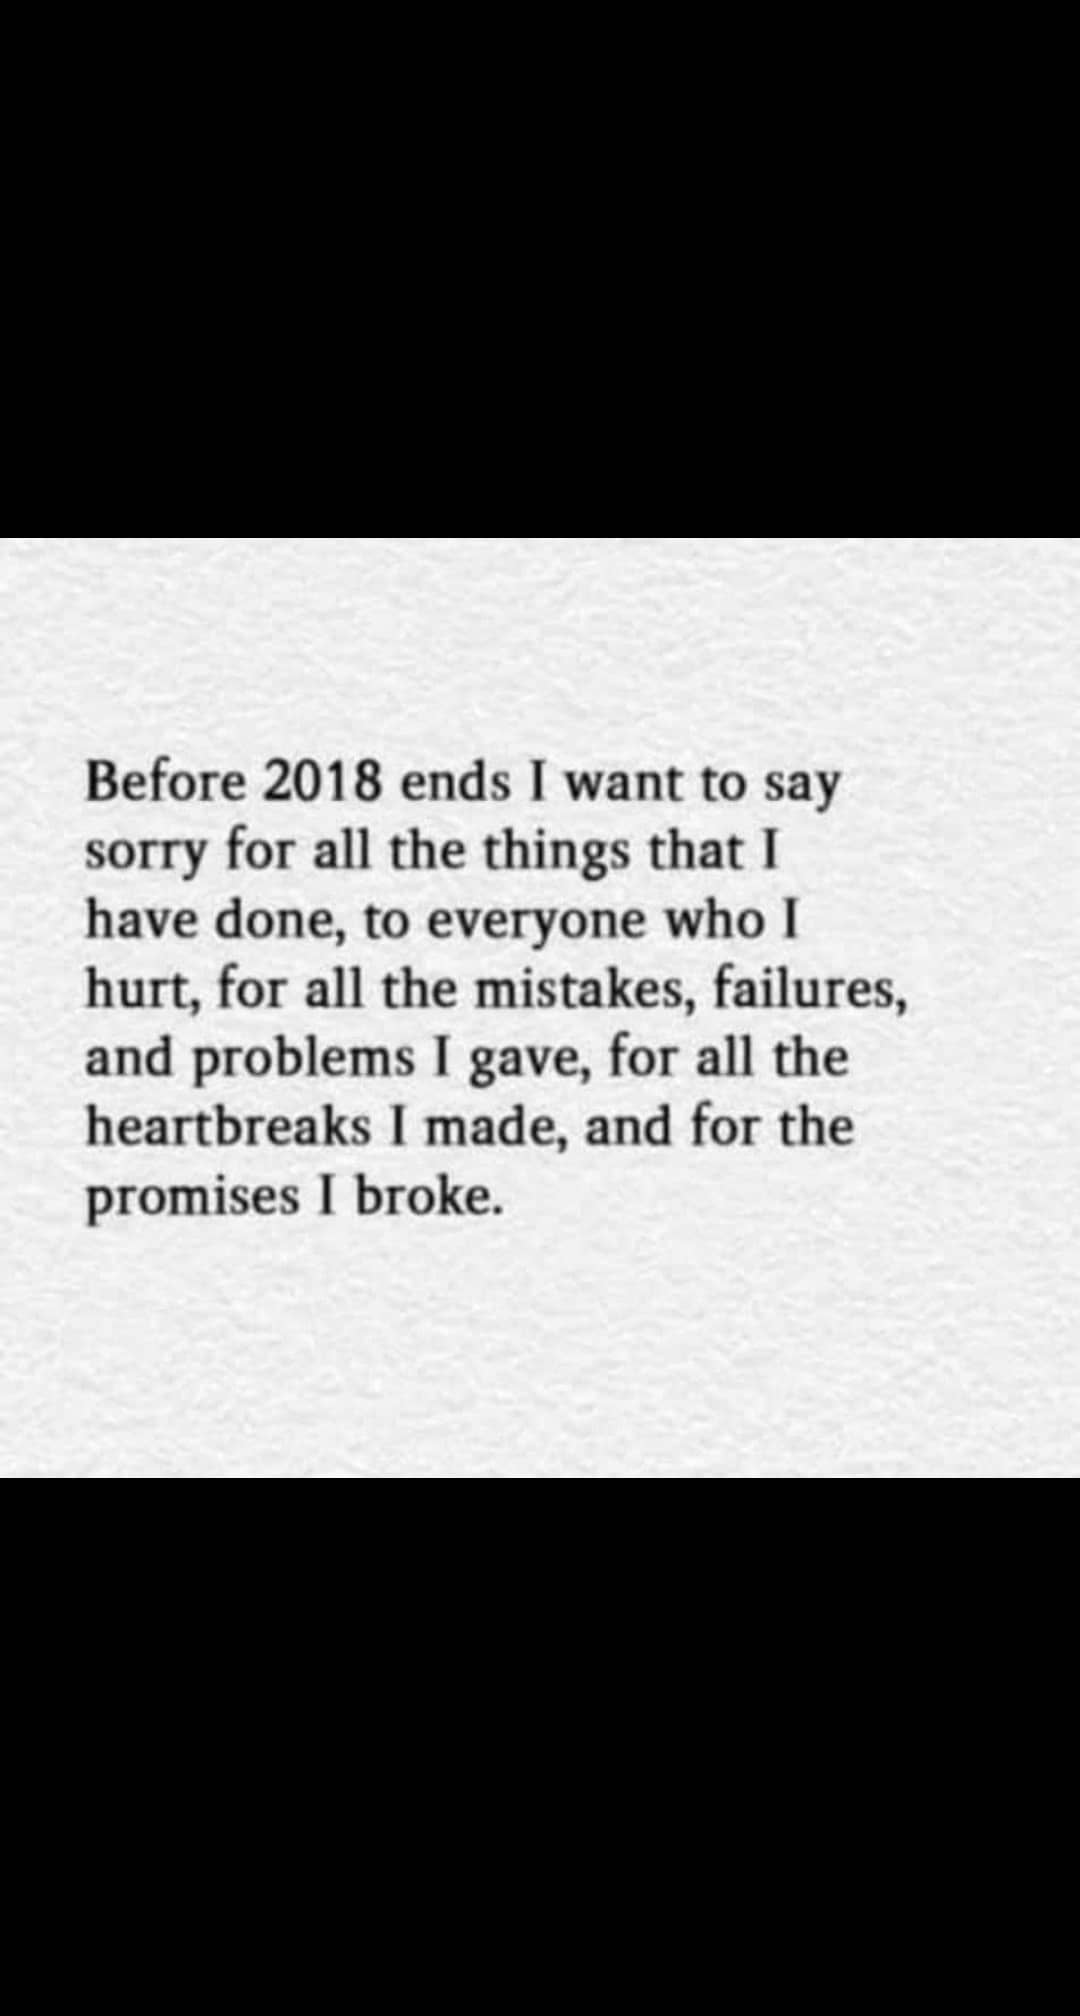 Before 2018 ends I want to say
sorry for all the things that I
have done, to everyone who I
hurt, for all the mistakes, failures,
and problems I gave, for all the
heartbreaks I made, and for the
promises I broke.